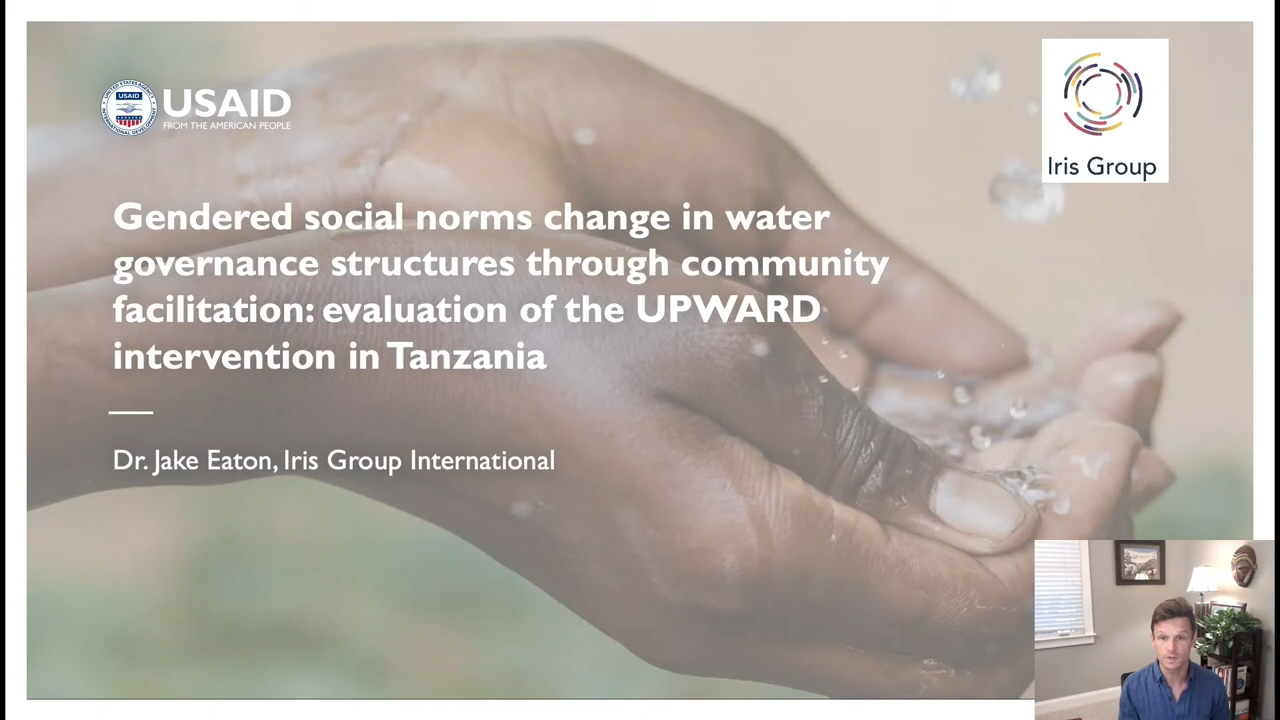 USAID
USAID
FROM THE AMERICAN PEOPLE
Iris Group
Gendered social norms change in water
governance structures through community
facilitation: evaluation of the UPWARD
intervention in Tanzania
Dr. Jake Eaton, Iris Group International